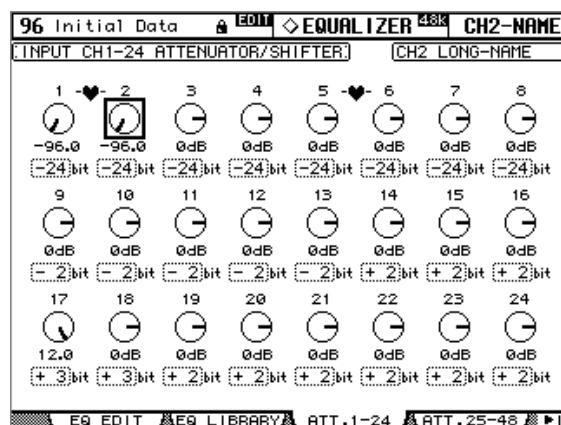 96 Initial Data EDIT EQUALIZER 48K CH2-NAME
INPUT CH1-24 ATTENUATOR/SHIFTER CH2 LONG-NAME
1 2 3 4 5 6 7 8
-96.0 -96.0 0dB 0dB 0dB 0dB 0dB 0dB
-24 bit -24 bit -24 bit -24 bit -24 bit -24 bit -24 bit -24 bit
9 10 11 12 13 14 15 16
0dB 0dB 0dB 0dB 0dB 0dB 0dB 0dB
- 2 bit - 2 bit - 2 bit - 2 bit - 2 bit + 2 bit + 2 bit + 2 bit
17 18 19 20 21 22 23 24
12.0 0dB 0dB 0dB 0dB 0dB 0dB 0dB
+ 3 bit + 3 bit + 2 bit + 2 bit + 2 bit + 2 bit + 2 bit + 2 bit
EQ EDIT EQ LIBRARY ATT.1-24 ATT.25-48